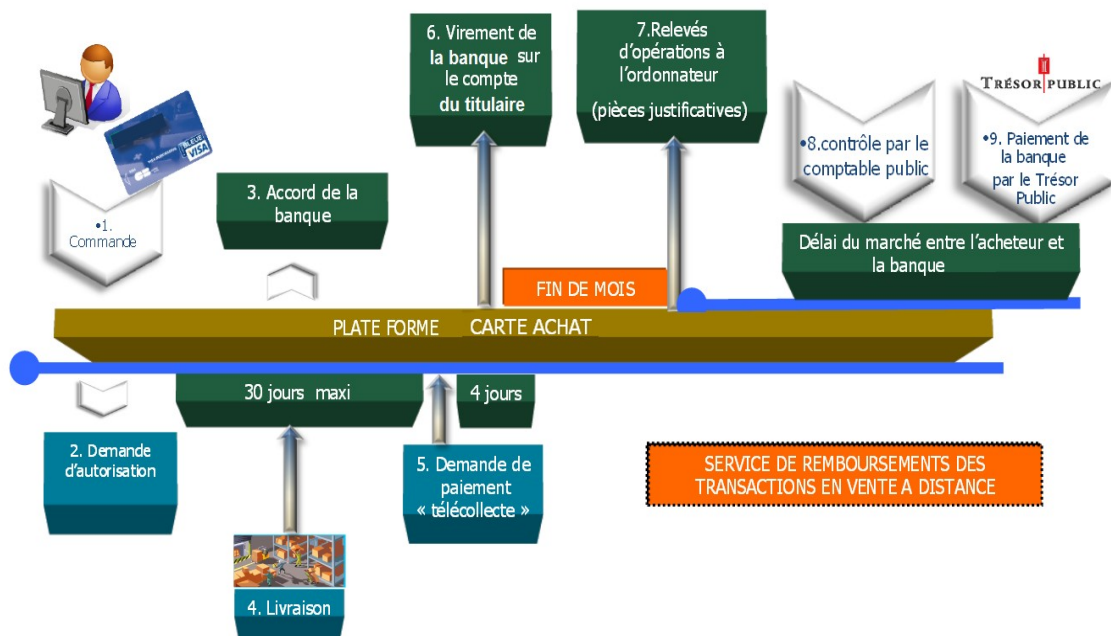 6. Virement de
la banque sur
le compte
du titulaire
7.Relevés
d'opérations à
l'ordonnateur
(pièces justificatives)
TRÉSOR PUBLIC
•8.contrôle par le
comptable public
•9. Paiement de
la banque
par le Trésor
Public
BLEUE
VISA
•1.
Commande
3. Accord de la
banque
Délai du marché entre l'acheteur et
la banque
FIN DE MOIS
PLATE FORME CARTE ACHAT
30 jours maxi
4 jours
2. Demande
d'autorisation
5. Demande de
paiement
« télécollecte »
SERVICE DE REMBOURSEMENTS DES
TRANSACTIONS EN VENTE A DISTANCE
4. Livraison